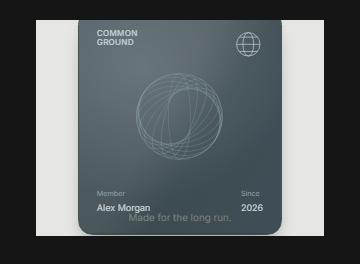 COMMON
GROUND
Member
Since
Alex Morgan
2026
Made for the long run.